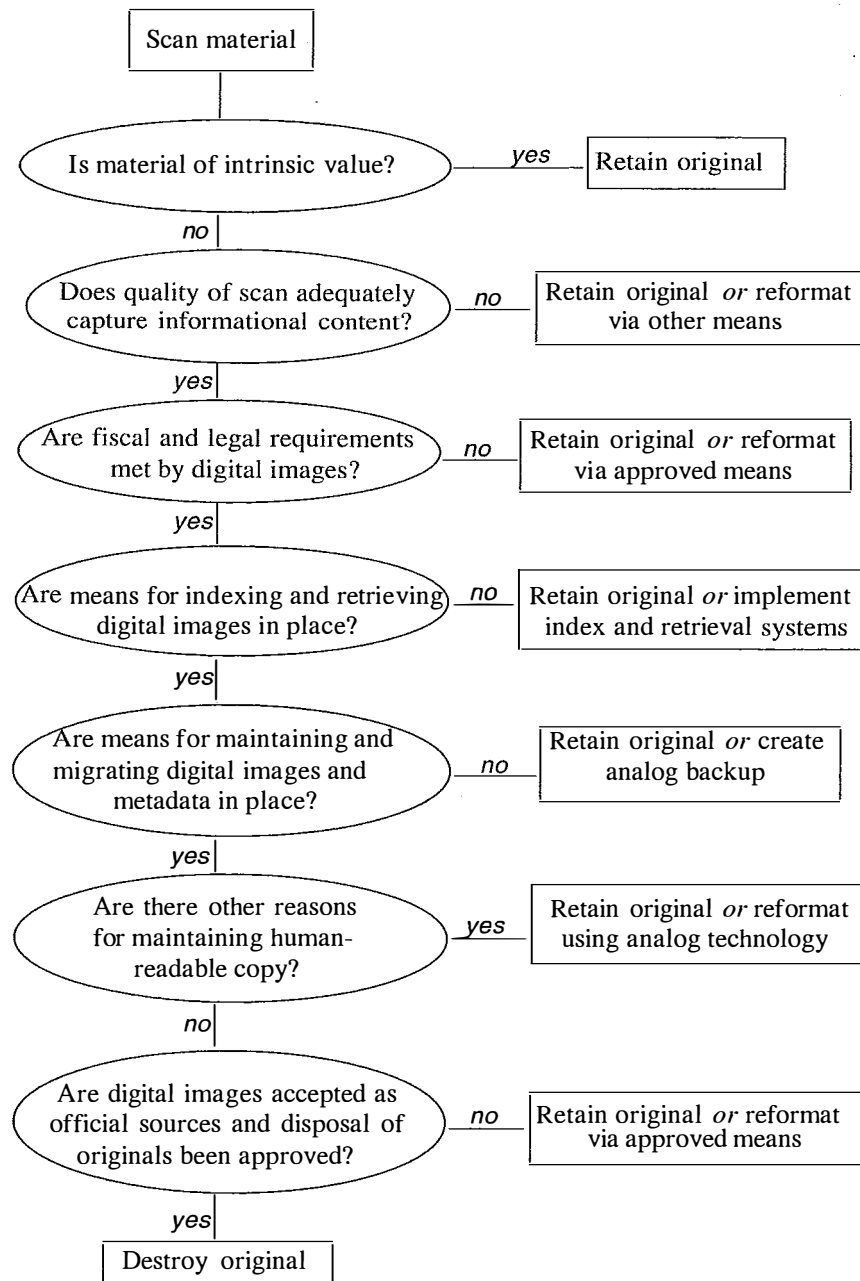 Scan material
Is material of intrinsic value?
yes
Retain original
no
Does quality of scan adequately
capture informational content?
no
Retain original or reformat
via other means
yes
Are fiscal and legal requirements
met by digital images?
no
Retain original or reformat
via approved means
yes
Are means for indexing and retrieving
digital images in place?
no
Retain original or implement
index and retrieval systems
yes
Are means for maintaining and
migrating digital images and
metadata in place?
no
Retain original or create
analog backup
yes
Are there other reasons
for maintaining human-
readable copy?
yes
Retain original or reformat
using analog technology
no
Are digital images accepted as
official sources and disposal of
originals been approved?
no
Retain original or reformat
via approved means
yes
Destroy original